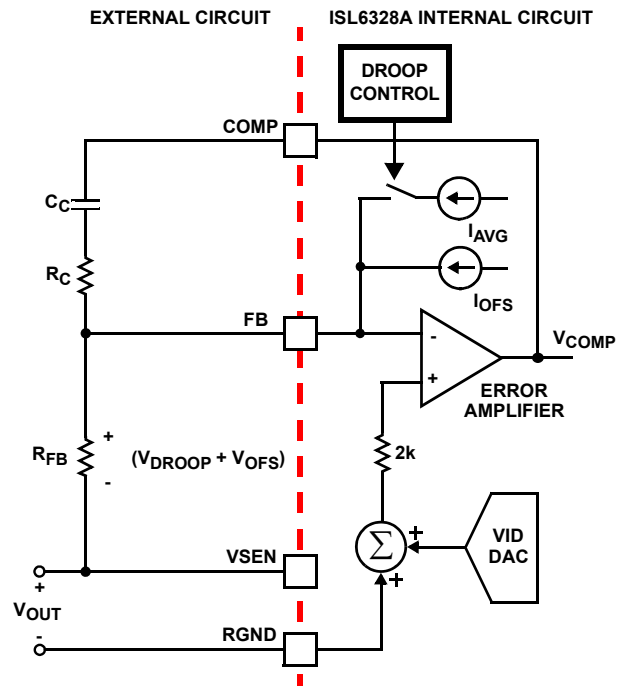 EXTERNAL CIRCUIT
ISL6328A INTERNAL CIRCUIT
DROOP
CONTROL
COMP
CC
IAVG
RC
IOFS
FB
VCOMP
-
+
ERROR
AMPLIFIER
RFB
+
(VDROOP + VOFS)
-
2k
VSEN
Σ
+
+
VID
DAC
+
VOUT
-
RGND